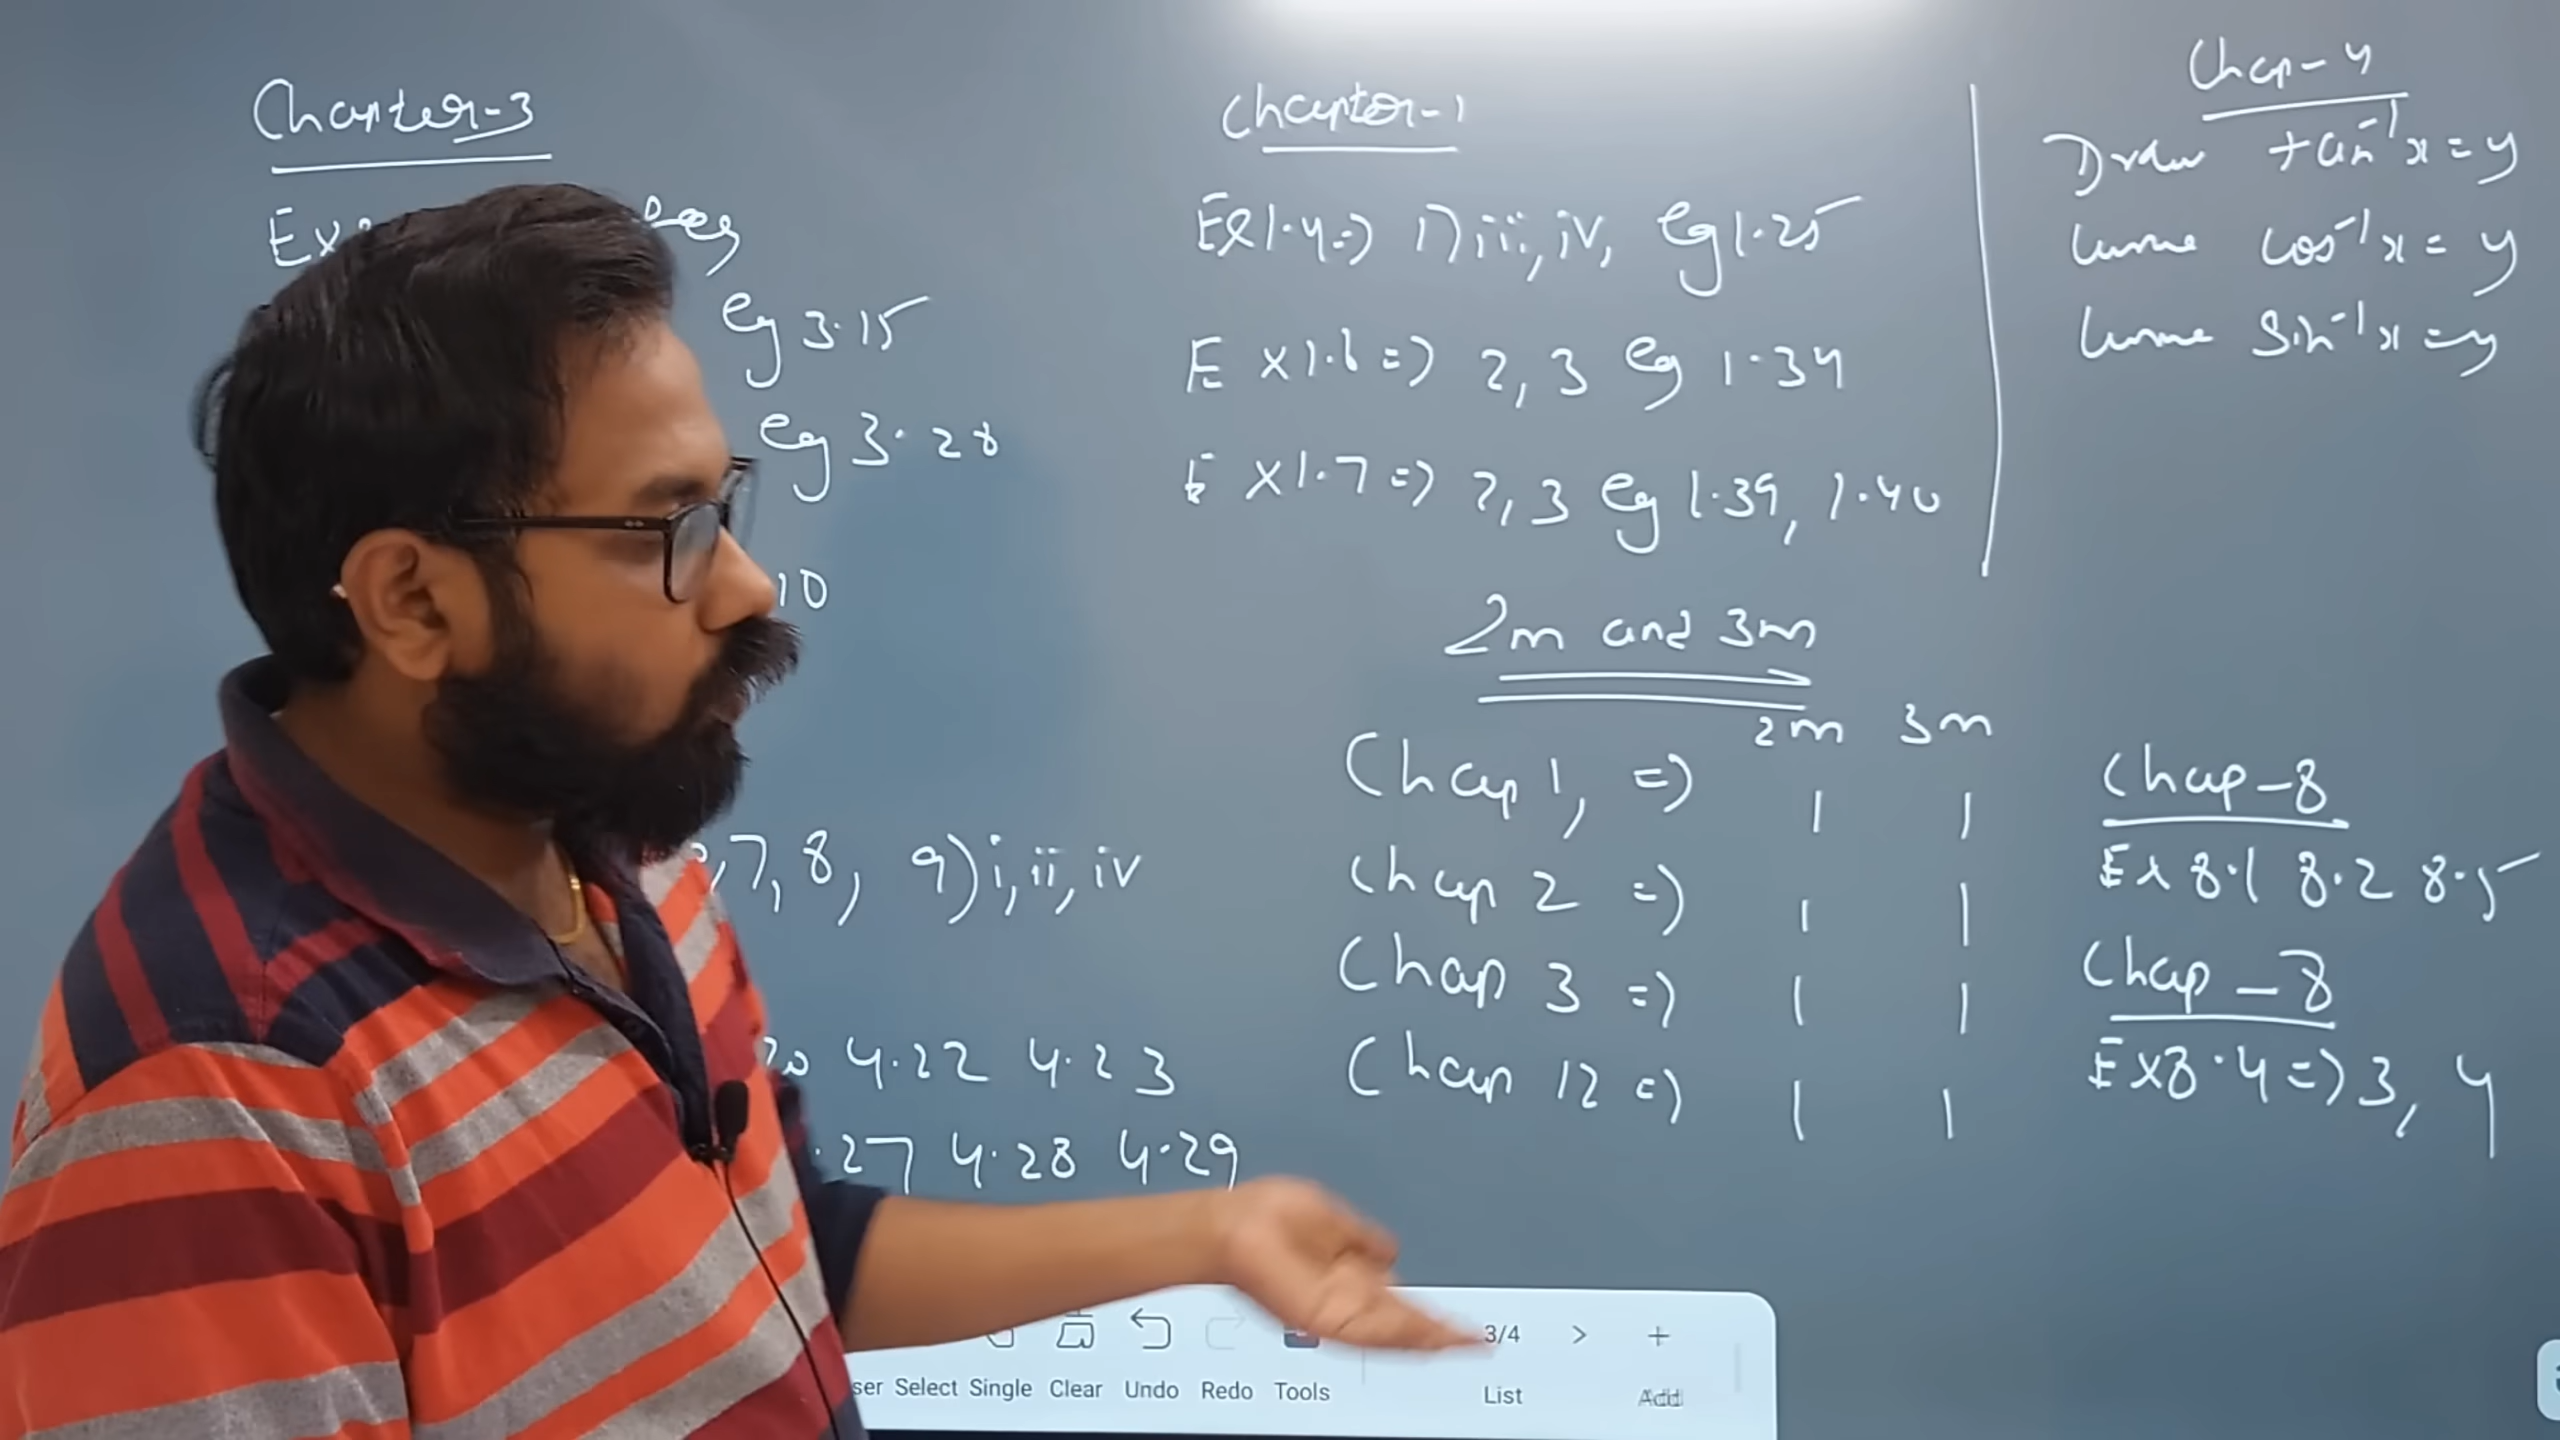 Chapter-3
eg 3.15
eg 3.28
10
,7, 8, 9) i, ii, iv
20 4.22 4.23
.27 4.28 4.29
Chapter-1
Ex 1.4 => 1) iii, iv, eg 1.25
Ex 1.6 => 2, 3 eg 1.34
Ex 1.7 => 2, 3 eg 1.39, 1.40
2m and 3m
2m 3m
Chap 1, => 1 1
Chap 2 => 1 1
Chap 3 => 1 1
Chap 12 => 1 1
Chap-4
Draw tan⁻¹x = y
curve cos⁻¹x = y
curve Sin⁻¹x = y
Chap-8
Ex 8.1 8.2 8.5
Chap-8
Ex 8.4 => 3, 4
Select Single Clear Undo Redo Tools
3/4 > +
List Add